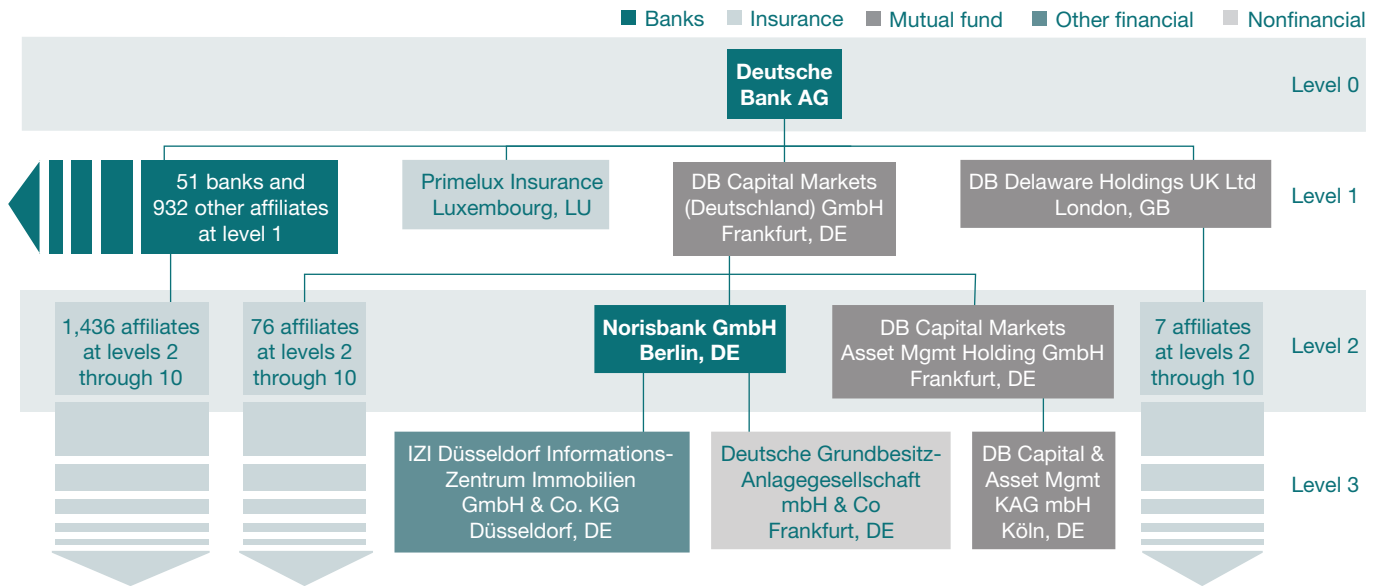 Banks Insurance Mutual fund Other financial Nonfinancial
Deutsche
Bank AG
Level 0
51 banks and
932 other affiliates
at level 1
Primelux Insurance
Luxembourg, LU
DB Capital Markets
(Deutschland) GmbH
Frankfurt, DE
DB Delaware Holdings UK Ltd
London, GB
Level 1
1,436 affiliates
at levels 2
through 10
76 affiliates
at levels 2
through 10
Norisbank GmbH
Berlin, DE
DB Capital Markets
Asset Mgmt Holding GmbH
Frankfurt, DE
7 affiliates
at levels 2
through 10
Level 2
IZI Düsseldorf Informations-
Zentrum Immobilien
GmbH & Co. KG
Düsseldorf, DE
Deutsche Grundbesitz-
Anlagegesellschaft
mbH & Co
Frankfurt, DE
DB Capital &
Asset Mgmt
KAG mbH
Köln, DE
Level 3